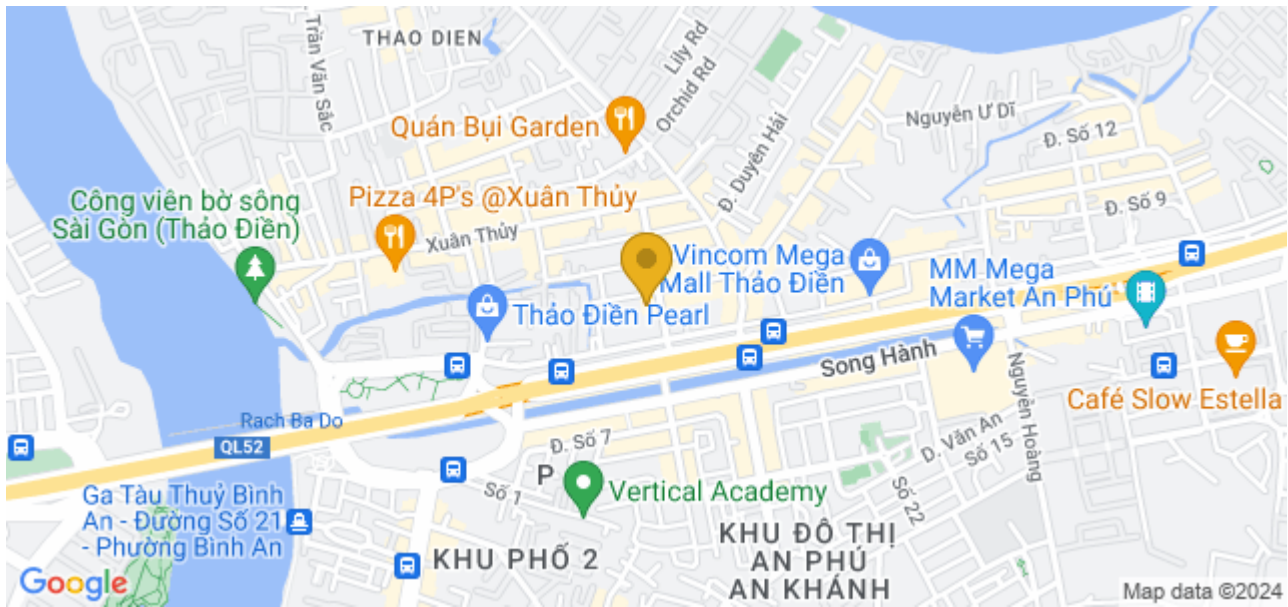 Trần Văn Sắc
THAO DIEN
Lily Rd
Orchid Rd
Nguyễn Ư Dĩ
Đ. Số 12
Quán Bụi Garden
Đ. Duyên Hải
Công viên bờ sông
Sài Gòn (Thảo Điền)
Pizza 4P's @Xuân Thủy
Xuân Thủy
Đ. Số 9
Vincom Mega
Mall Thảo Điền
MM Mega
Market An Phú
Thảo Điền Pearl
Song Hành
Nguyễn Hoàng
Café Slow Estella
Rach Ba Do
QL52
Đ. Số 7
Đ. Văn An
Số 15
P
Số 1
Vertical Academy
Số 22
Ga Tàu Thuỷ Bình
An - Đường Số 21
- Phường Bình An
KHU PHỐ 2
KHU ĐÔ THỊ
AN PHÚ
AN KHÁNH
Google
Map data ©2024